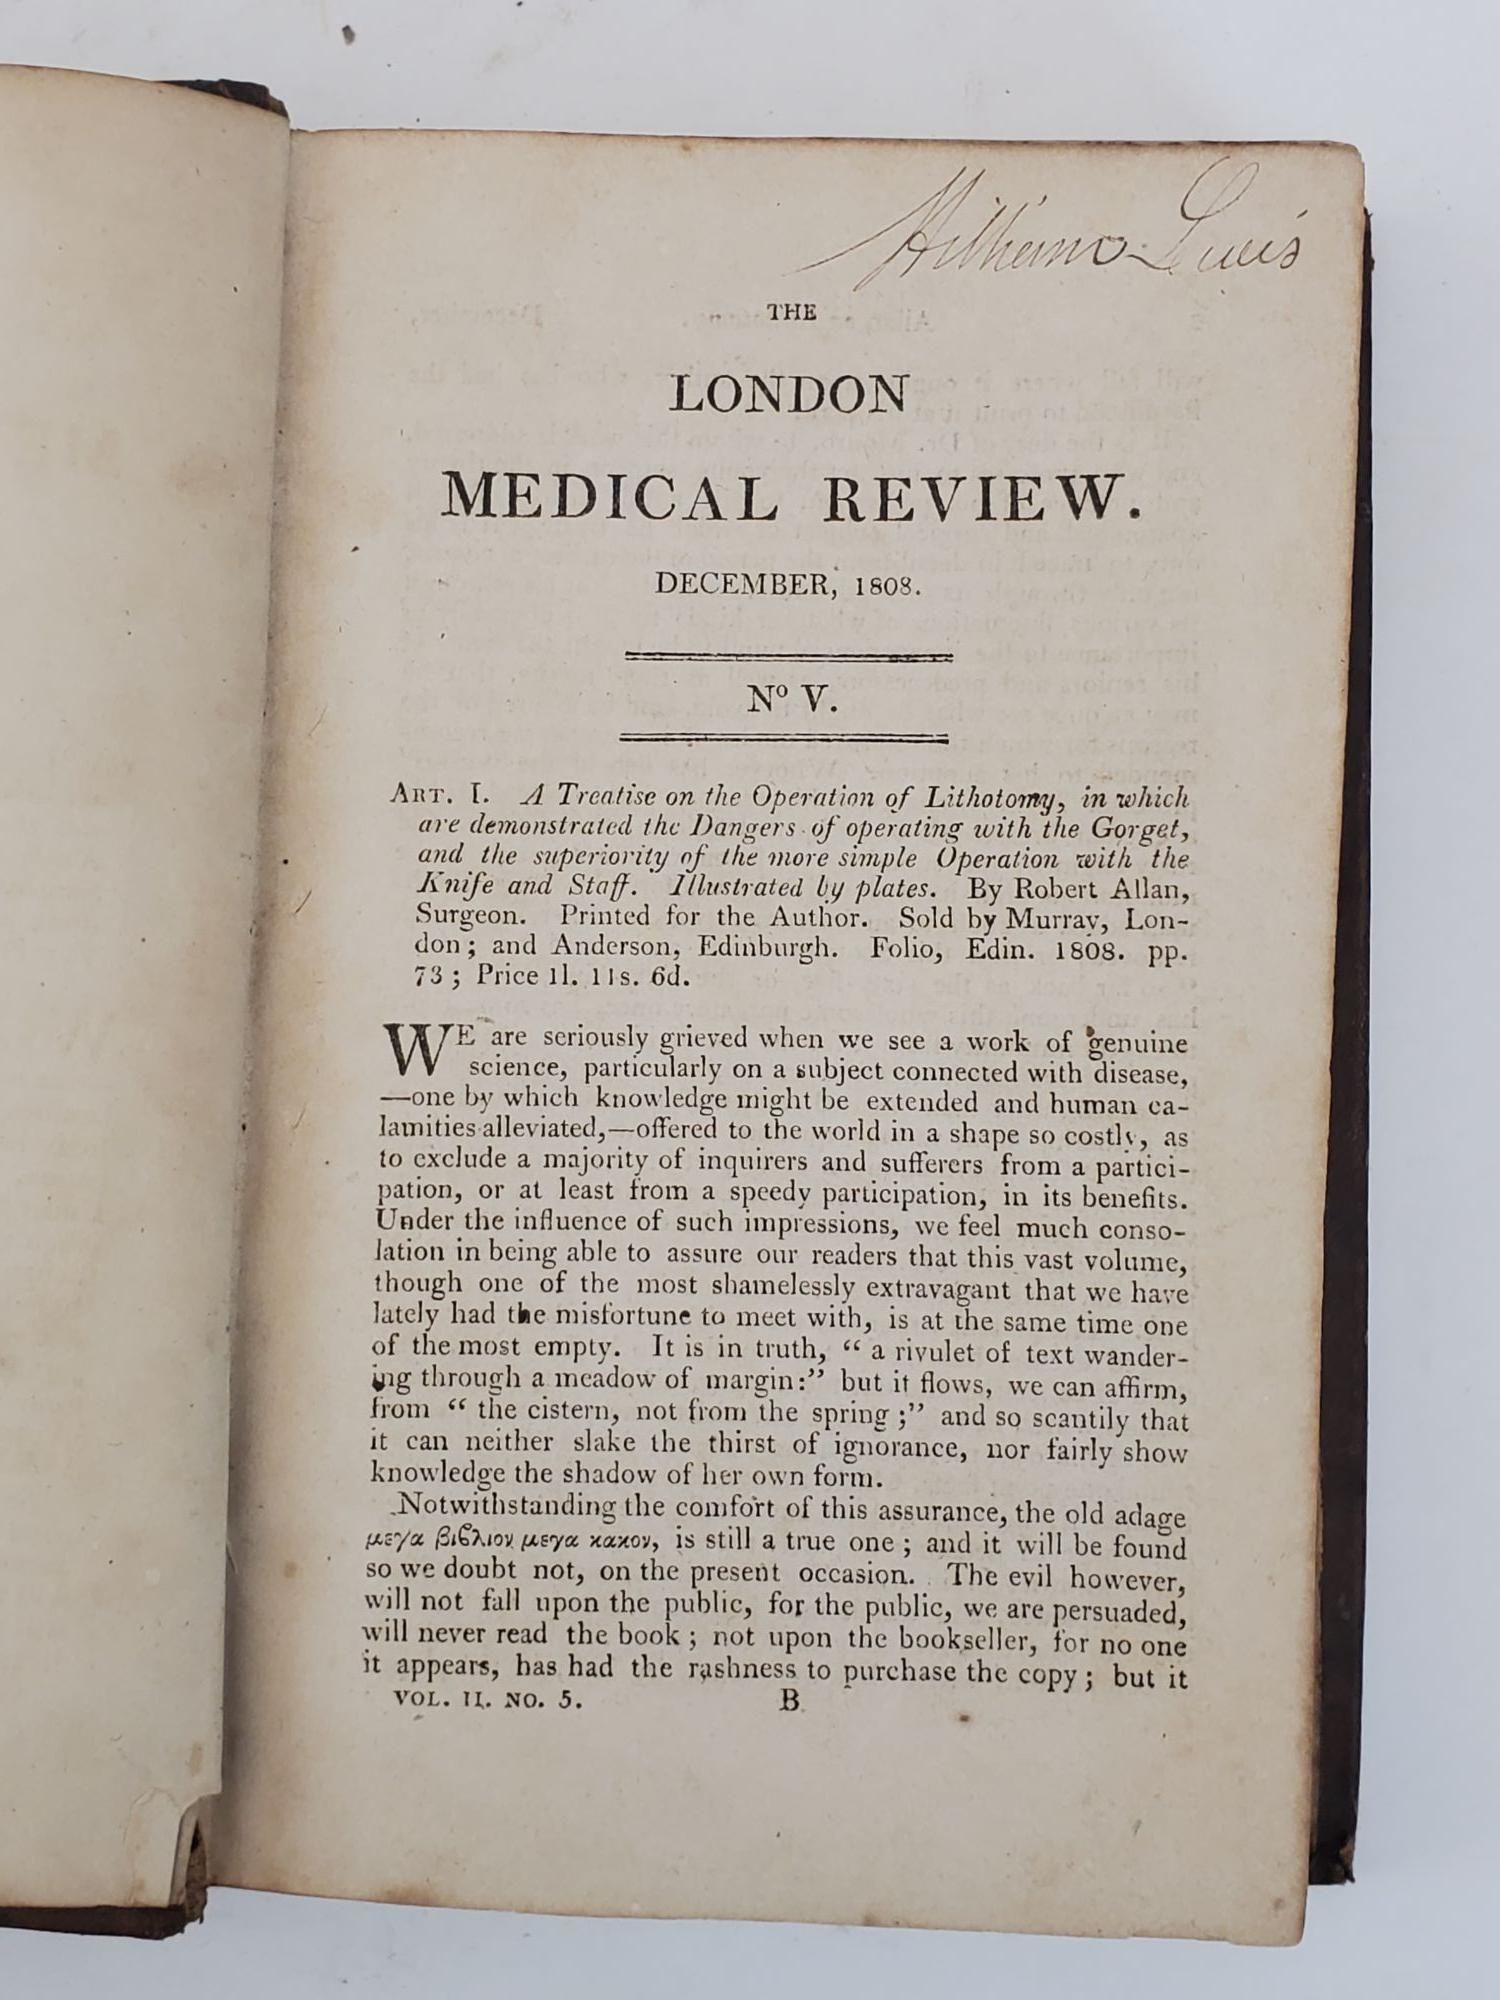 THE
LONDON
MEDICAL REVIEW.
DECEMBER, 1808.
Nº V.
ART. I. A Treatise on the Operation of Lithotomy, in which
are demonstrated the Dangers of operating with the Gorget,
and the superiority of the more simple Operation with the
Knife and Staff. Illustrated by plates. By Robert Allan,
Surgeon. Printed for the Author. Sold by Murray, Lon-
don; and Anderson, Edinburgh. Folio, Edin. 1808. pp.
73; Price 1l. 11s. 6d.
WE are seriously grieved when we see a work of genuine
science, particularly on a subject connected with disease,
—one by which knowledge might be extended and human ca-
lamities alleviated,—offered to the world in a shape so costly, as
to exclude a majority of inquirers and sufferers from a partici-
pation, or at least from a speedy participation, in its benefits.
Under the influence of such impressions, we feel much conso-
lation in being able to assure our readers that this vast volume,
though one of the most shamelessly extravagant that we have
lately had the misfortune to meet with, is at the same time one
of the most empty. It is in truth, “ a rivulet of text wander-
ing through a meadow of margin:” but it flows, we can affirm,
from “ the cistern, not from the spring;” and so scantily that
it can neither slake the thirst of ignorance, nor fairly show
knowledge the shadow of her own form.
Notwithstanding the comfort of this assurance, the old adage
μεγα βιϐλιον μεγα κακον, is still a true one; and it will be found
so we doubt not, on the present occasion. The evil however,
will not fall upon the public, for the public, we are persuaded,
will never read the book; not upon the bookseller, for no one
it appears, has had the rashness to purchase the copy; but it
VOL. II. NO. 5. B